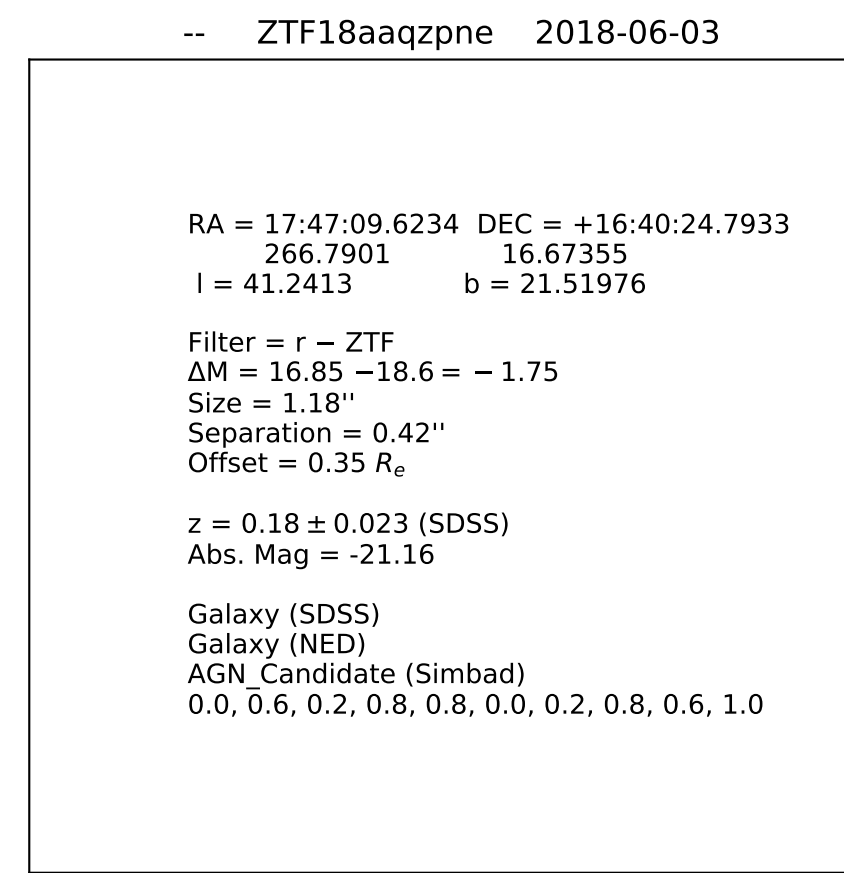 --  ZTF18aaqzpne  2018-06-03
RA = 17:47:09.6234  DEC = +16:40:24.7933
266.7901  16.67355
l = 41.2413  b = 21.51976
Filter = r − ZTF
ΔM = 16.85 −18.6 = − 1.75
Size = 1.18''
Separation = 0.42''
Offset = 0.35 Re
z = 0.18 ± 0.023 (SDSS)
Abs. Mag = -21.16
Galaxy (SDSS)
Galaxy (NED)
AGN_Candidate (Simbad)
0.0, 0.6, 0.2, 0.8, 0.8, 0.0, 0.2, 0.8, 0.6, 1.0